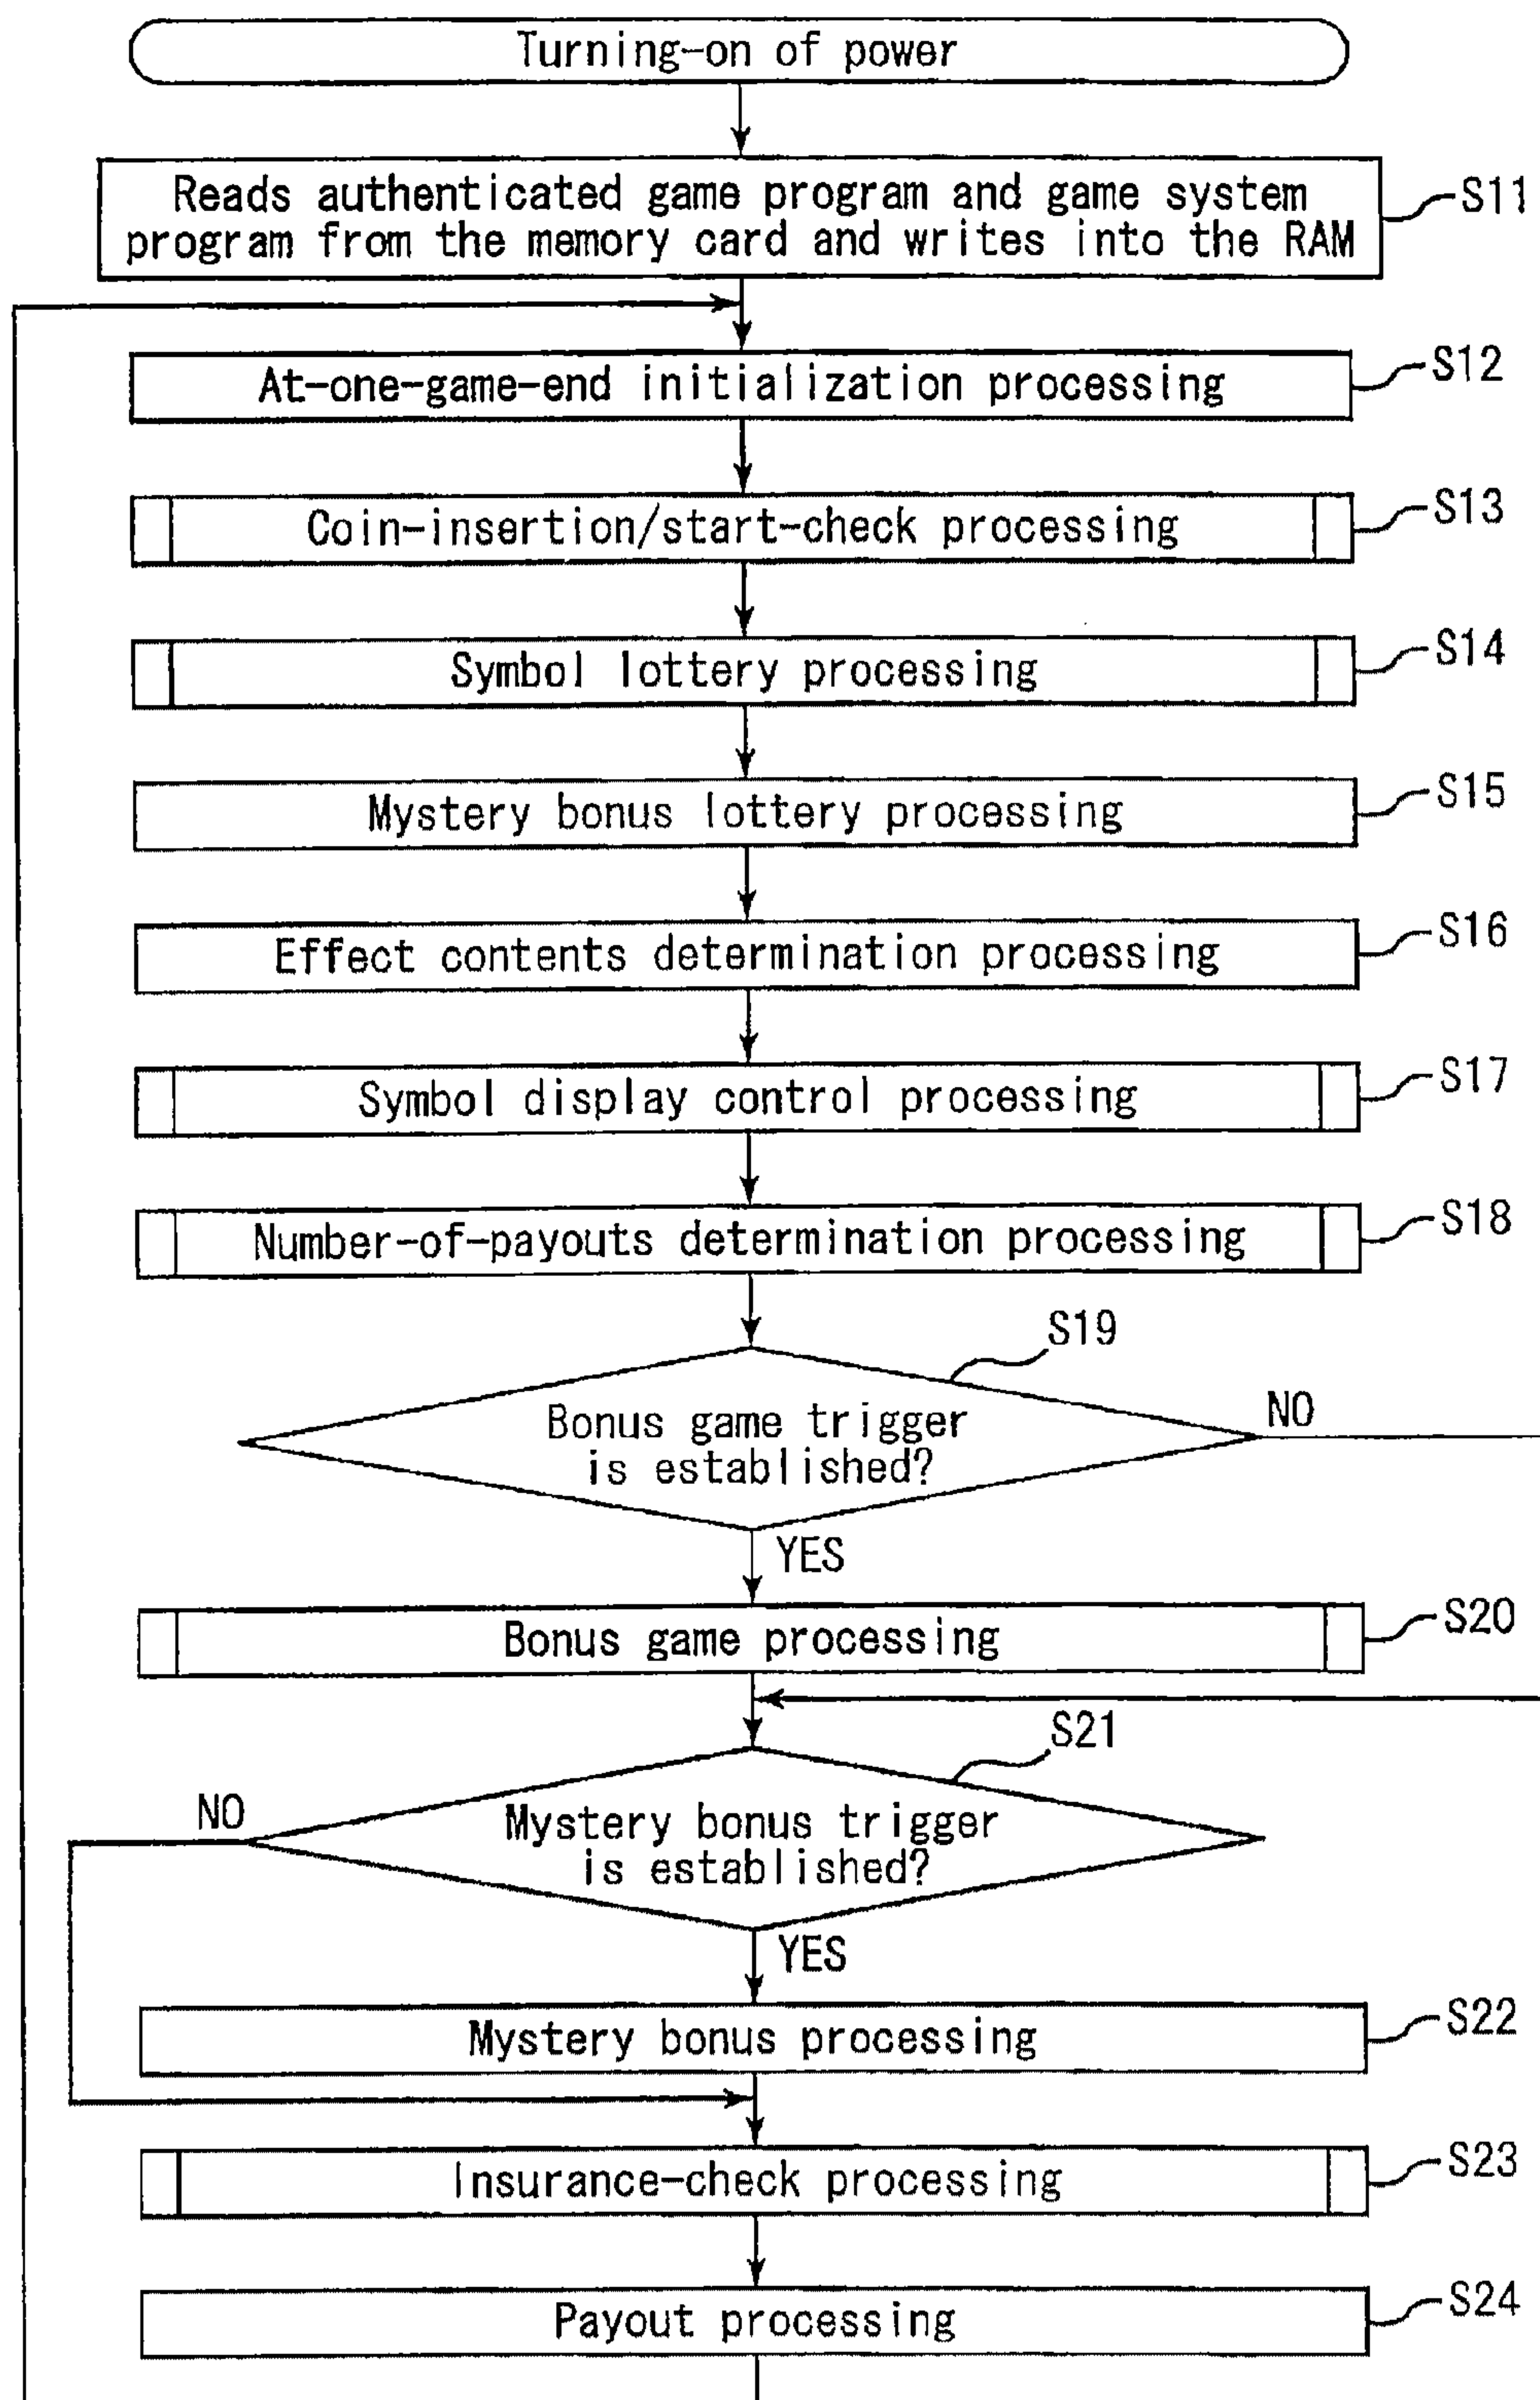 Turning-on of power
Reads authenticated game program and game system
program from the memory card and writes into the RAM
S11
At-one-game-end initialization processing
S12
Coin-insertion/start-check processing
S13
Symbol lottery processing
S14
Mystery bonus lottery processing
S15
Effect contents determination processing
S16
Symbol display control processing
S17
Number-of-payouts determination processing
S18
S19
Bonus game trigger
is established?
NO
YES
Bonus game processing
S20
S21
NO
Mystery bonus trigger
is established?
YES
Mystery bonus processing
S22
Insurance-check processing
S23
Payout processing
S24